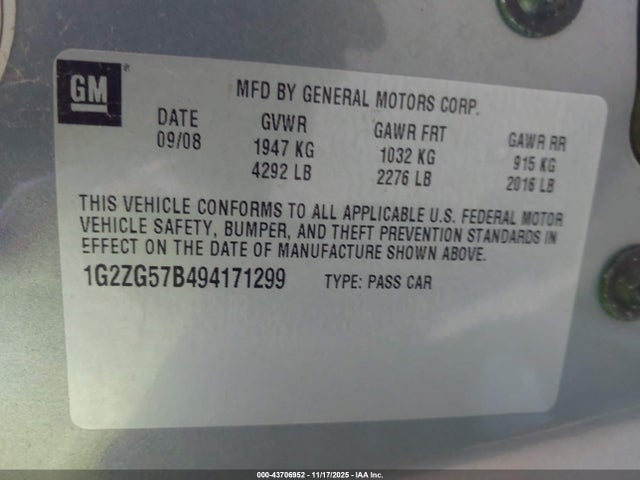 GM
MFD BY GENERAL MOTORS CORP.
DATE GVWR GAWR FRT GAWR RR
09/08 1947 KG 1032 KG 915 KG
4292 LB 2276 LB 2016 LB
THIS VEHICLE CONFORMS TO ALL APPLICABLE U.S. FEDERAL MOTOR
VEHICLE SAFETY, BUMPER, AND THEFT PREVENTION STANDARDS IN
EFFECT ON THE DATE OF MANUFACTURE SHOWN ABOVE.
1G2ZG57B494171299 TYPE: PASS CAR
000-43706952 - 11/17/2025 - IAA Inc.